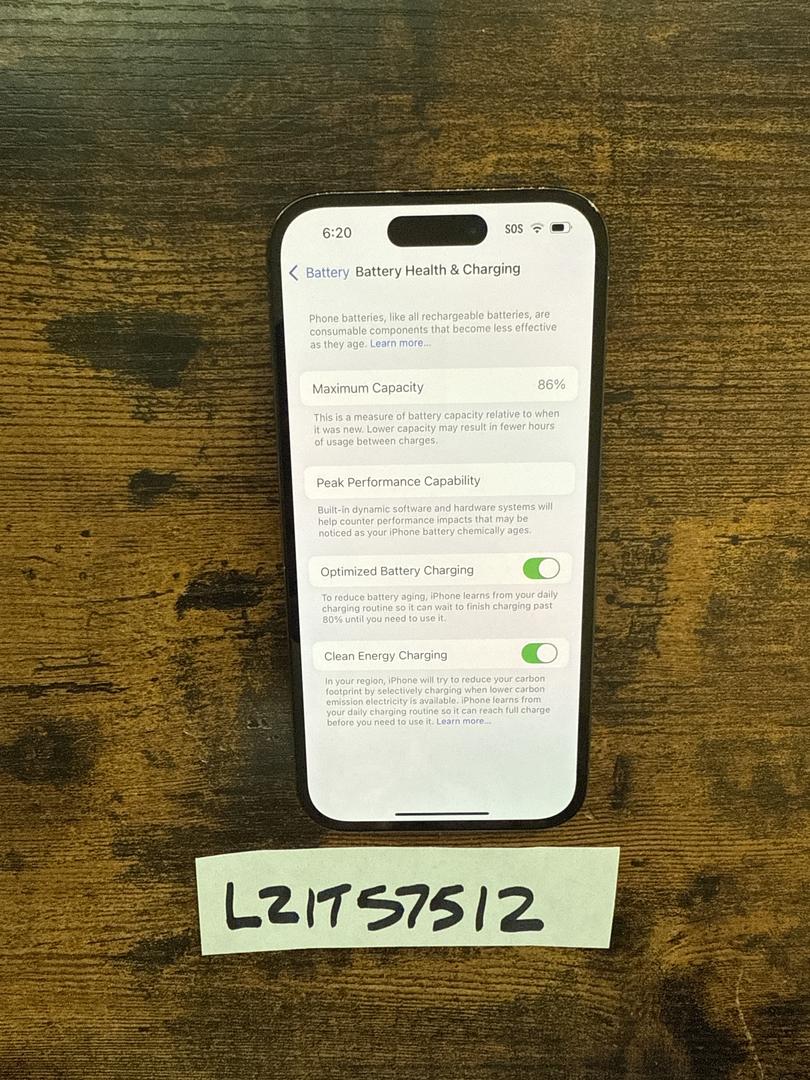 6:20 SOS
Battery Battery Health & Charging
Phone batteries, like all rechargeable batteries, are
consumable components that become less effective
as they age. Learn more...
Maximum Capacity 86%
This is a measure of battery capacity relative to when
it was new. Lower capacity may result in fewer hours
of usage between charges.
Peak Performance Capability
Built-in dynamic software and hardware systems will
help counter performance impacts that may be
noticed as your iPhone battery chemically ages.
Optimized Battery Charging
To reduce battery aging, iPhone learns from your daily
charging routine so it can wait to finish charging past
80% until you need to use it.
Clean Energy Charging
In your region, iPhone will try to reduce your carbon
footprint by selectively charging when lower carbon
emission electricity is available. iPhone learns from
your daily charging routine so it can reach full charge
before you need to use it. Learn more...
LZ1T57512